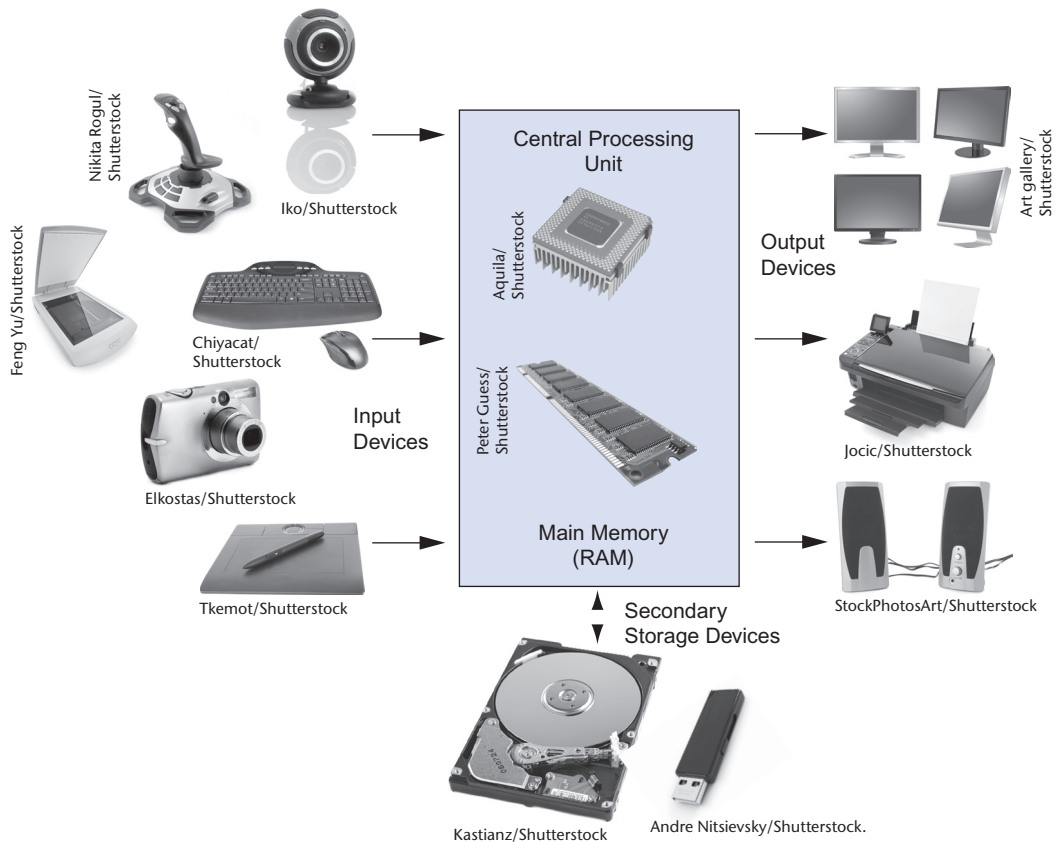 Nikita Rogul/
Shutterstock
Iko/Shutterstock
Feng Yu/Shutterstock
Chiyacat/
Shutterstock
Input
Devices
Elkostas/Shutterstock
Tkemot/Shutterstock
Central Processing
Unit
Aquila/
Shutterstock
Peter Guess/
Shutterstock
Main Memory
(RAM)
Output
Devices
Art gallery/
Shutterstock
Jocic/Shutterstock
StockPhotosArt/Shutterstock
Secondary
Storage Devices
060724
Kastianz/Shutterstock
Andre Nitsievsky/Shutterstock.